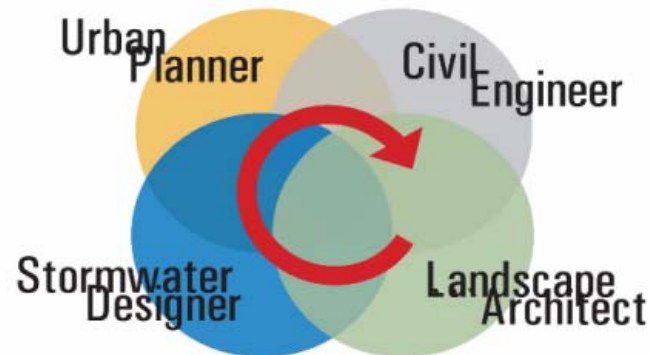 Urban
Planner
Civil
Engineer
Stormwater
Designer
Landscape
Architect